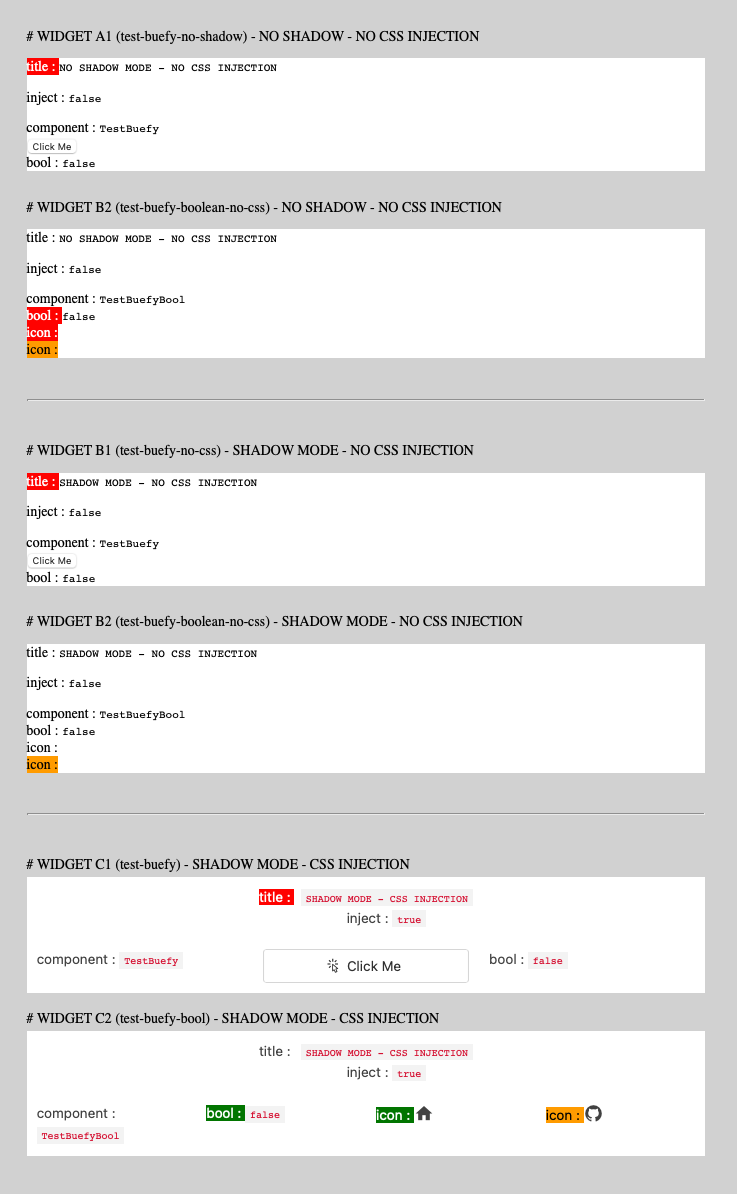 # WIDGET A1 (test-buefy-no-shadow) - NO SHADOW - NO CSS INJECTION
title : NO SHADOW MODE - NO CSS INJECTION
inject : false
component : TestBuefy
Click Me
bool : false
# WIDGET B2 (test-buefy-boolean-no-css) - NO SHADOW - NO CSS INJECTION
title : NO SHADOW MODE - NO CSS INJECTION
inject : false
component : TestBuefyBool
bool : false
icon :
icon :
# WIDGET B1 (test-buefy-no-css) - SHADOW MODE - NO CSS INJECTION
title : SHADOW MODE - NO CSS INJECTION
inject : false
component : TestBuefy
Click Me
bool : false
# WIDGET B2 (test-buefy-boolean-no-css) - SHADOW MODE - NO CSS INJECTION
title : SHADOW MODE - NO CSS INJECTION
inject : false
component : TestBuefyBool
bool : false
icon :
icon :
# WIDGET C1 (test-buefy) - SHADOW MODE - CSS INJECTION
title : SHADOW MODE - CSS INJECTION
inject : true
component : TestBuefy Click Me bool : false
# WIDGET C2 (test-buefy-bool) - SHADOW MODE - CSS INJECTION
title : SHADOW MODE - CSS INJECTION
inject : true
component : bool : false icon : icon :
TestBuefyBool